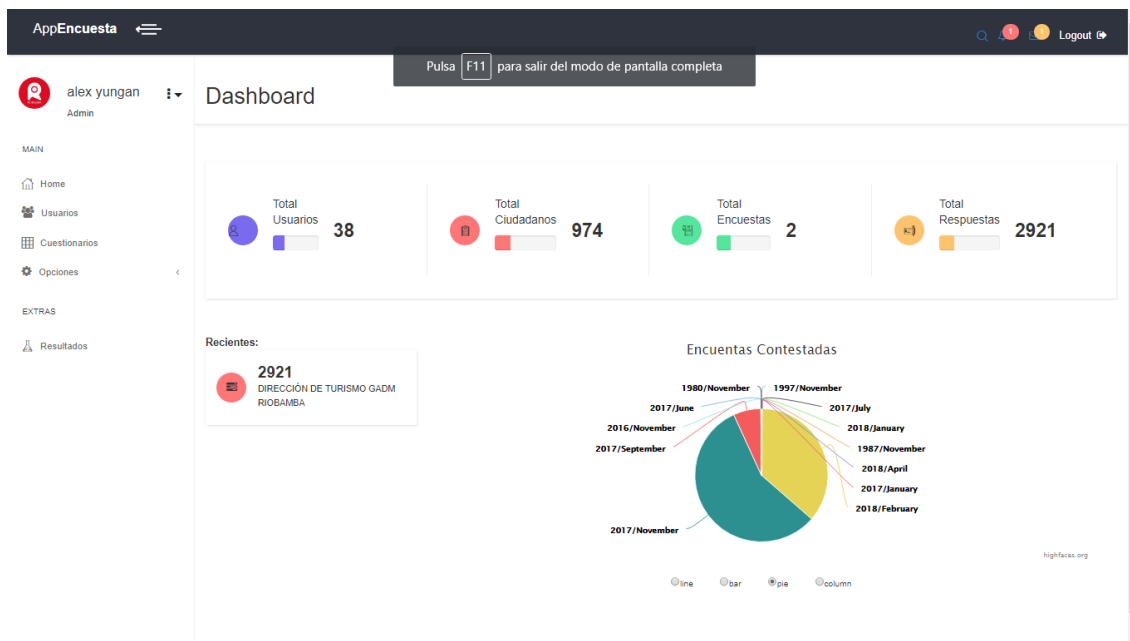 AppEncuesta
1
1
Logout
Pulsa F11 para salir del modo de pantalla completa
alex yungan
Admin
Dashboard
MAIN
Home
Usuarios
Cuestionarios
Opciones
EXTRAS
Resultados
Total
Usuarios
38
Total
Ciudadanos
974
Total
Encuestas
2
Total
Respuestas
2921
Recientes:
2921
DIRECCIÓN DE TURISMO GADM
RIOBAMBA
Encuentas Contestadas
1980/November
1997/November
2017/June
2017/July
2016/November
2018/January
2017/September
1987/November
2018/April
2017/January
2018/February
2017/November
highfaces.org
line
bar
pie
column